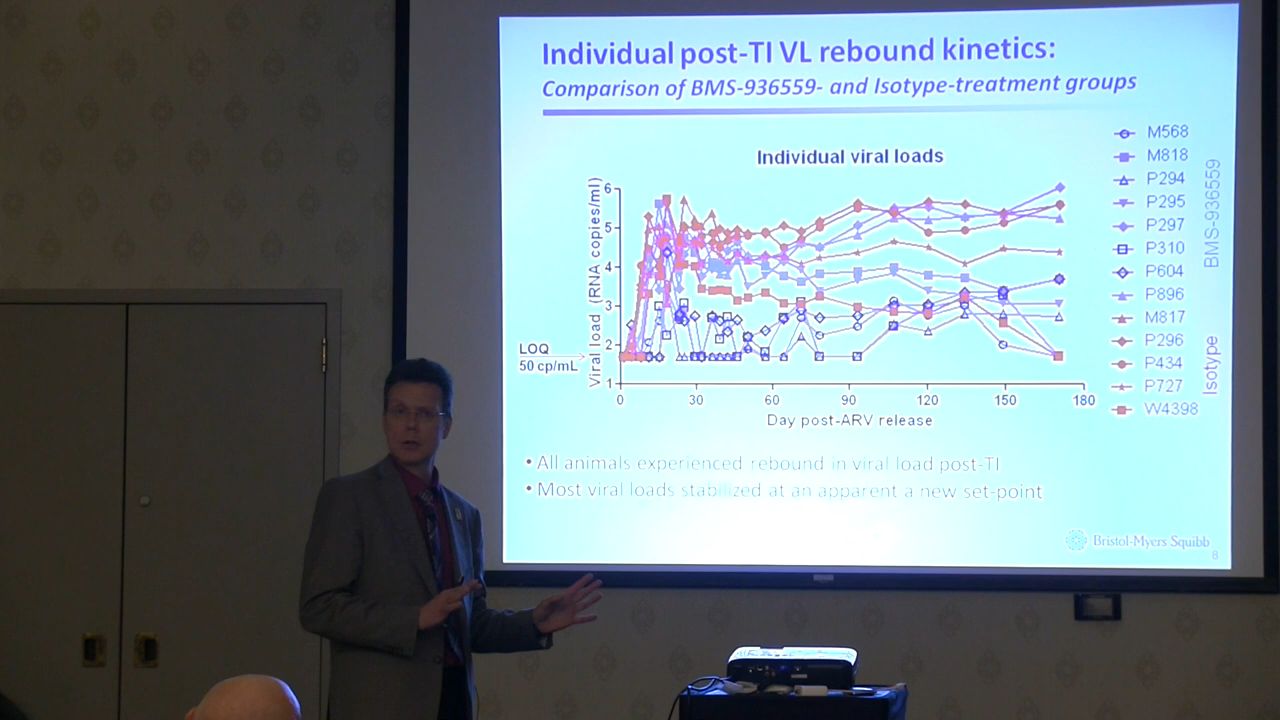 Individual post-TI VL rebound kinetics:
Comparison of BMS-936559- and Isotype-treatment groups
Individual viral loads
Viral load (RNA copies/ml)
6
5
4
3
2
1
LOQ
50 cp/mL
0
30
60
90
120
150
180
Day post-ARV release
M568
M818
P294
P295
P297
P310
P604
P896
M817
P296
P434
P727
W4398
BMS-936559
Isotype
• All animals experienced rebound in viral load post-TI
• Most viral loads stabilized at an apparent a new set-point
Bristol-Myers Squibb
8